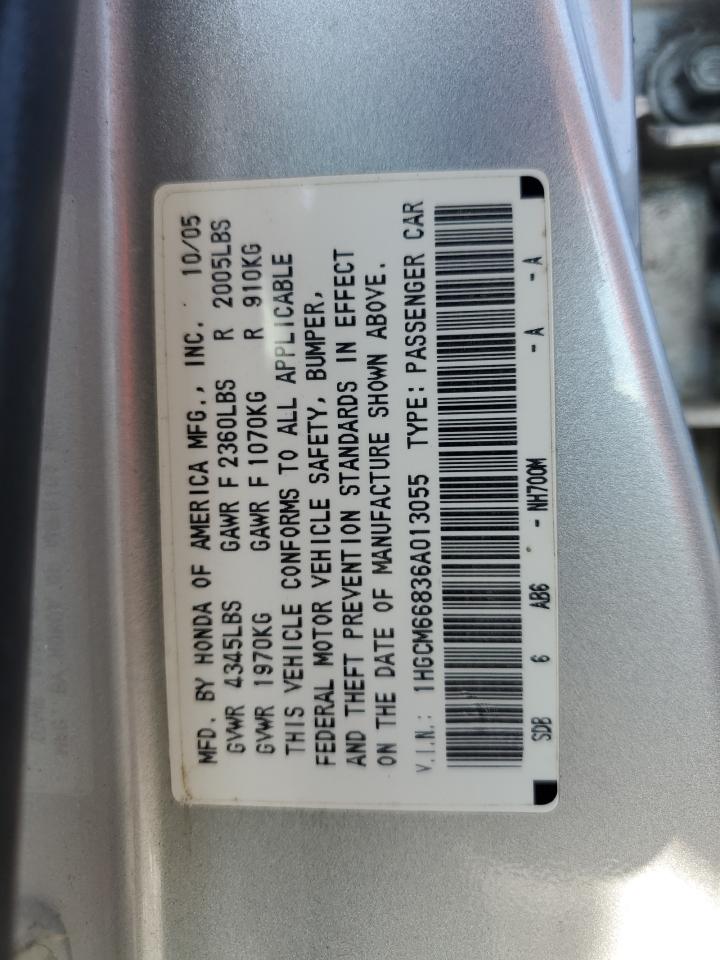 MFD. BY HONDA OF AMERICA MFG., INC. 10/05
GVWR 4345LBS GAWR F 2360LBS R 2005LBS
GVWR 1970KG GAWR F 1070KG R 910KG
THIS VEHICLE CONFORMS TO ALL APPLICABLE
FEDERAL MOTOR VEHICLE SAFETY, BUMPER,
AND THEFT PREVENTION STANDARDS IN EFFECT
ON THE DATE OF MANUFACTURE SHOWN ABOVE.
V.I.N.: 1HGCM66836A013055 TYPE: PASSENGER CAR
SDB 6 AB6 - NH700M - A - A